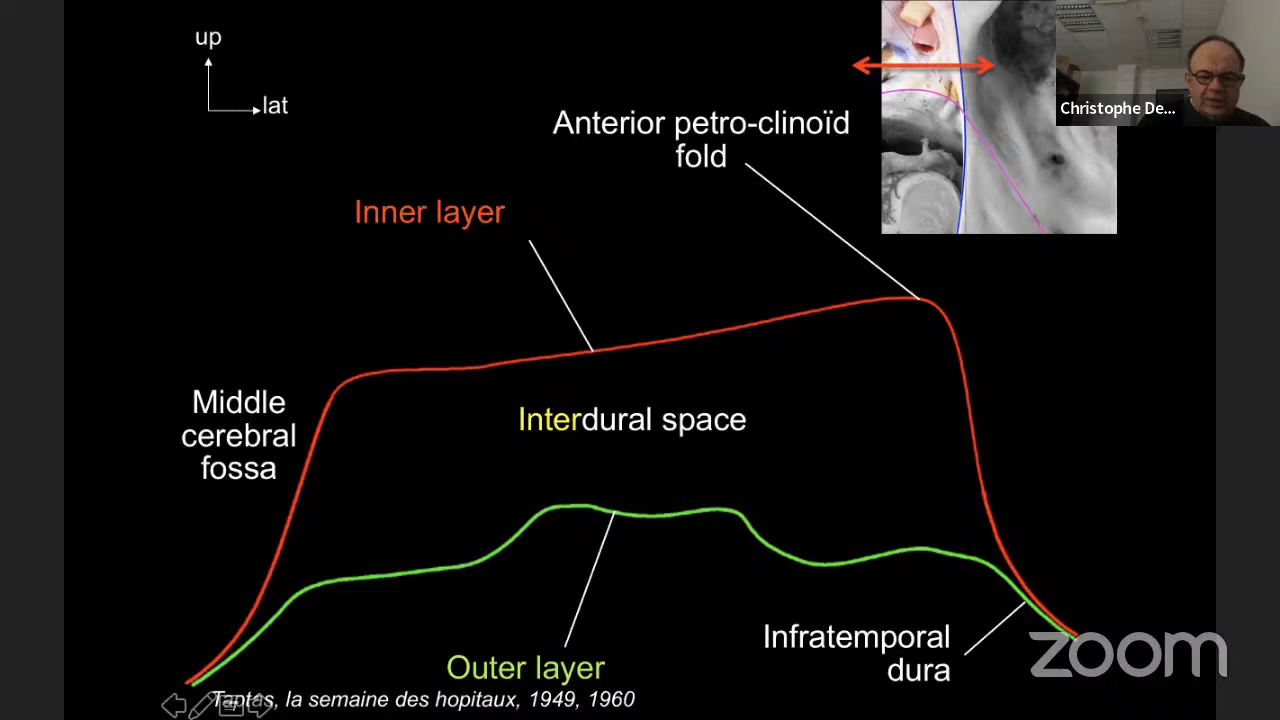 up
lat
Christophe De...
Anterior petro-clinoïd
fold
Inner layer
Middle
cerebral
fossa
Interdural space
Infratemporal
dura
Outer layer
zoom
Taptas, la semaine des hopitaux, 1949, 1960